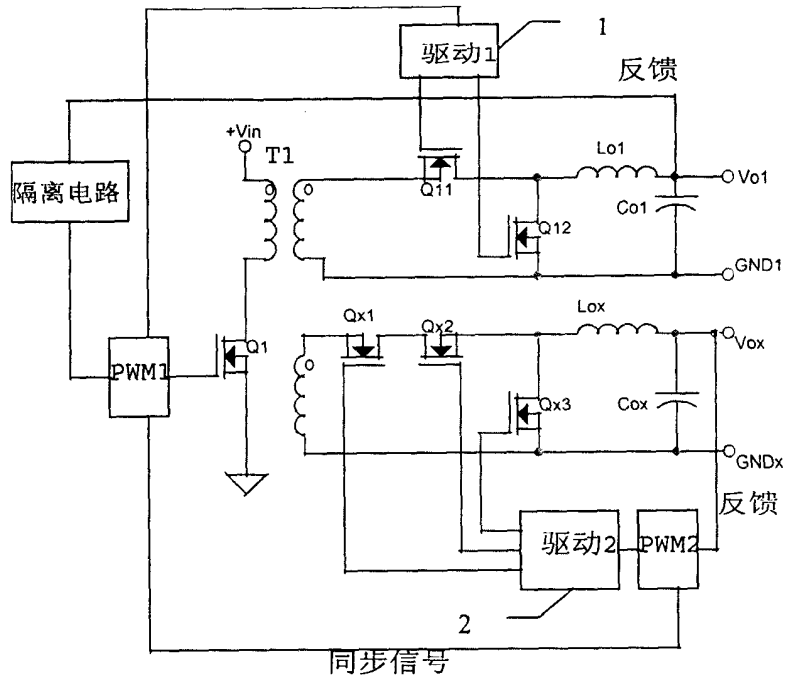 1
驱动1
反馈
+Vin
T1
Lo1
隔离电路
Q11
Vo1
Co1
Q12
GND1
Qx1
Qx2
Lox
Vox
PWM1
Q1
Qx3
Cox
GNDx
反馈
驱动2
PWM2
2
同步信号